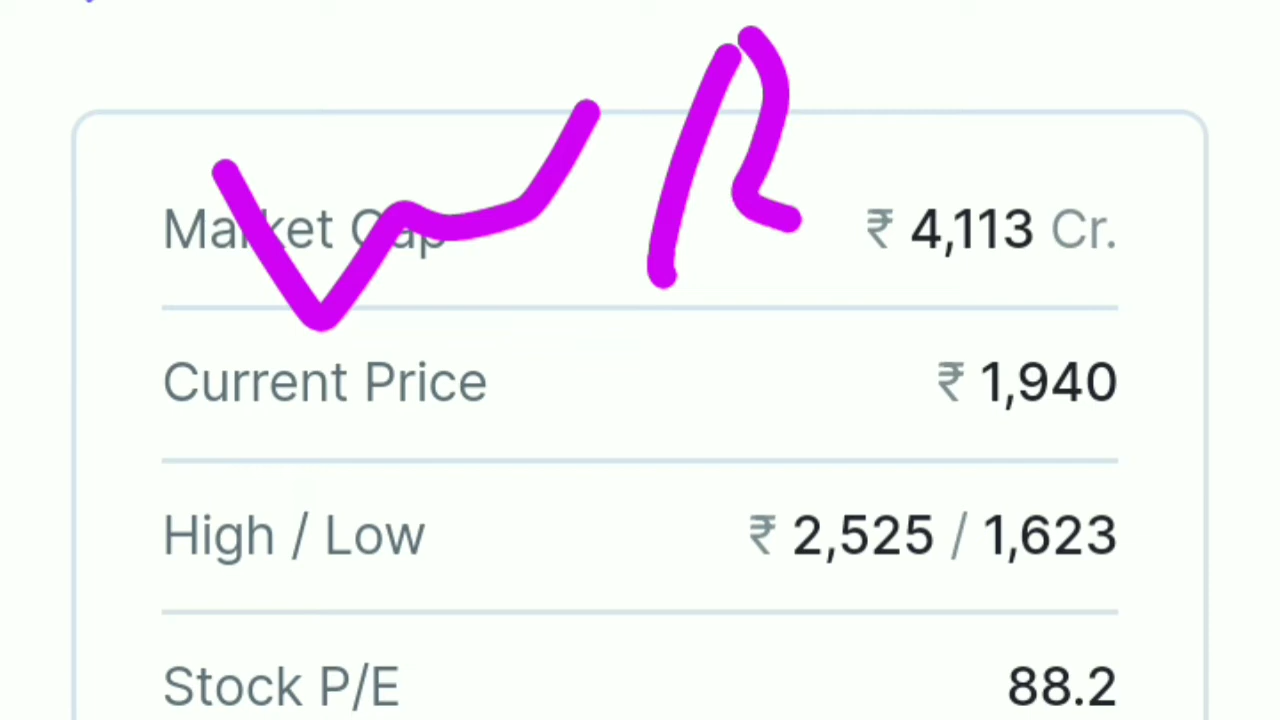 Market Cap ₹ 4,113 Cr.
Current Price ₹ 1,940
High / Low ₹ 2,525 / 1,623
Stock P/E 88.2